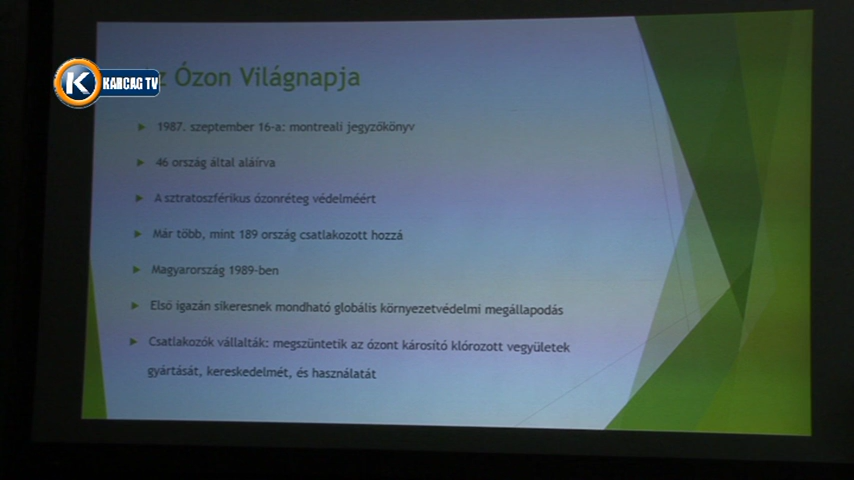 K KARCAG TV
z Ózon Világnapja
1987. szeptember 16-a: montreali jegyzőkönyv
46 ország által aláírva
A sztratoszférikus ózonréteg védelméért
Már több, mint 189 ország csatlakozott hozzá
Magyarország 1989-ben
Első igazán sikeresnek mondható globális környezetvédelmi megállapodás
Csatlakozók vállalták: megszüntetik az ózont károsító klórozott vegyületek
gyártását, kereskedelmét, és használatát